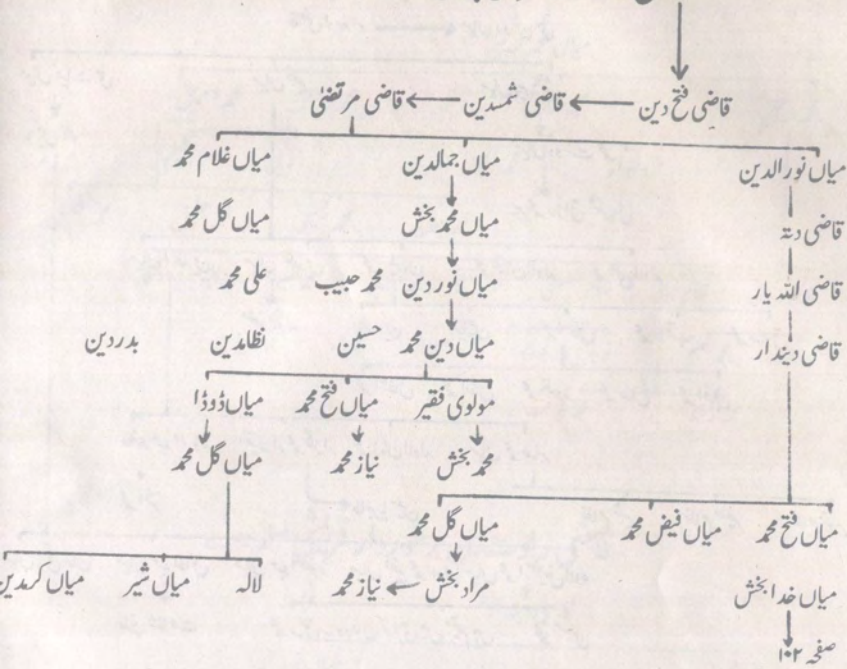 قاضی فتح دین ← قاضی شمسدین ← قاضی مرتضیٰ
میاں نورالدین میاں جمالدین میاں غلام محمد
قاضی دتہ میاں محمد بخش میاں گل محمد
قاضی اللہ یار میاں نوردین محمد حبیب علی محمد
قاضی دیندار میاں دین محمد حسین نظامدین بدردین
مولوی فقیر میاں فتح محمد میاں ڈوڈا
محمد بخش نیاز محمد میاں گل محمد
میاں فتح محمد میاں فیض محمد میاں گل محمد
لالہ میاں شیر میاں کرمدین
میاں خدا بخش مراد بخش ← نیاز محمد
صفحہ ۱۰۲